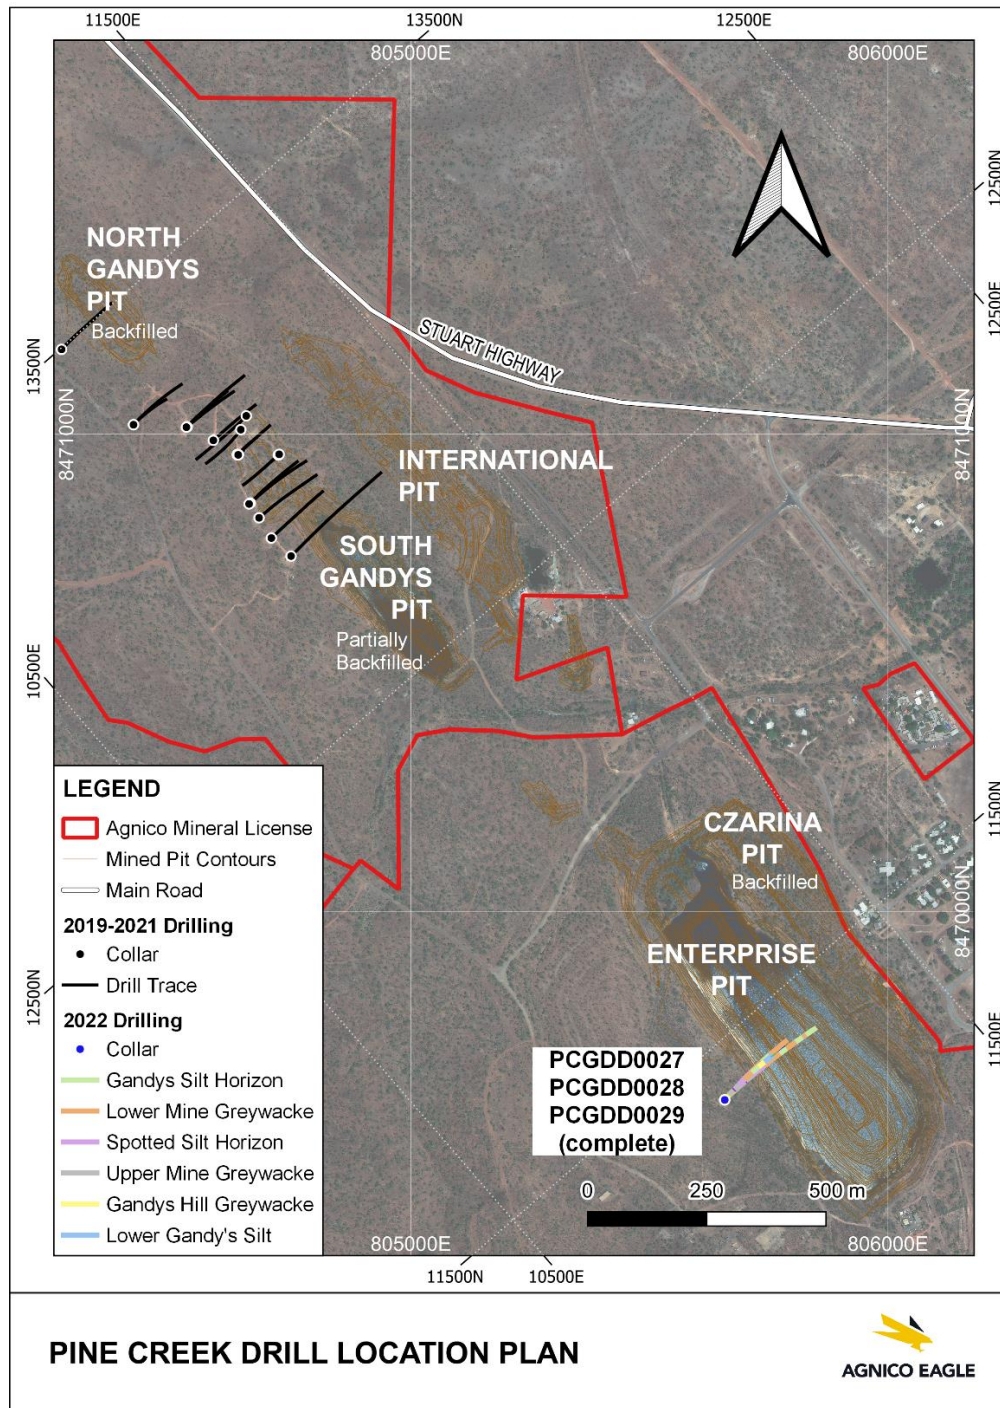 11500E
13500N
12500E
805000E
806000E
12500N
NORTH
GANDYS
PIT
Backfilled
12500E
STUART HIGHWAY
13500N
8471000N
8471000N
INTERNATIONAL
PIT
SOUTH
GANDYS
PIT
Partially
Backfilled
10500E
LEGEND
Agnico Mineral License
Mined Pit Contours
Main Road
2019-2021 Drilling
Collar
Drill Trace
2022 Drilling
Collar
Gandys Silt Horizon
Lower Mine Greywacke
Spotted Silt Horizon
Upper Mine Greywacke
Gandys Hill Greywacke
Lower Gandy's Silt
CZARINA
PIT
Backfilled
11500N
8470000N
ENTERPRISE
PIT
12500N
11500E
PCGDD0027
PCGDD0028
PCGDD0029
(complete)
0 250 500 m
805000E
806000E
11500N
10500E
PINE CREEK DRILL LOCATION PLAN
AGNICO EAGLE